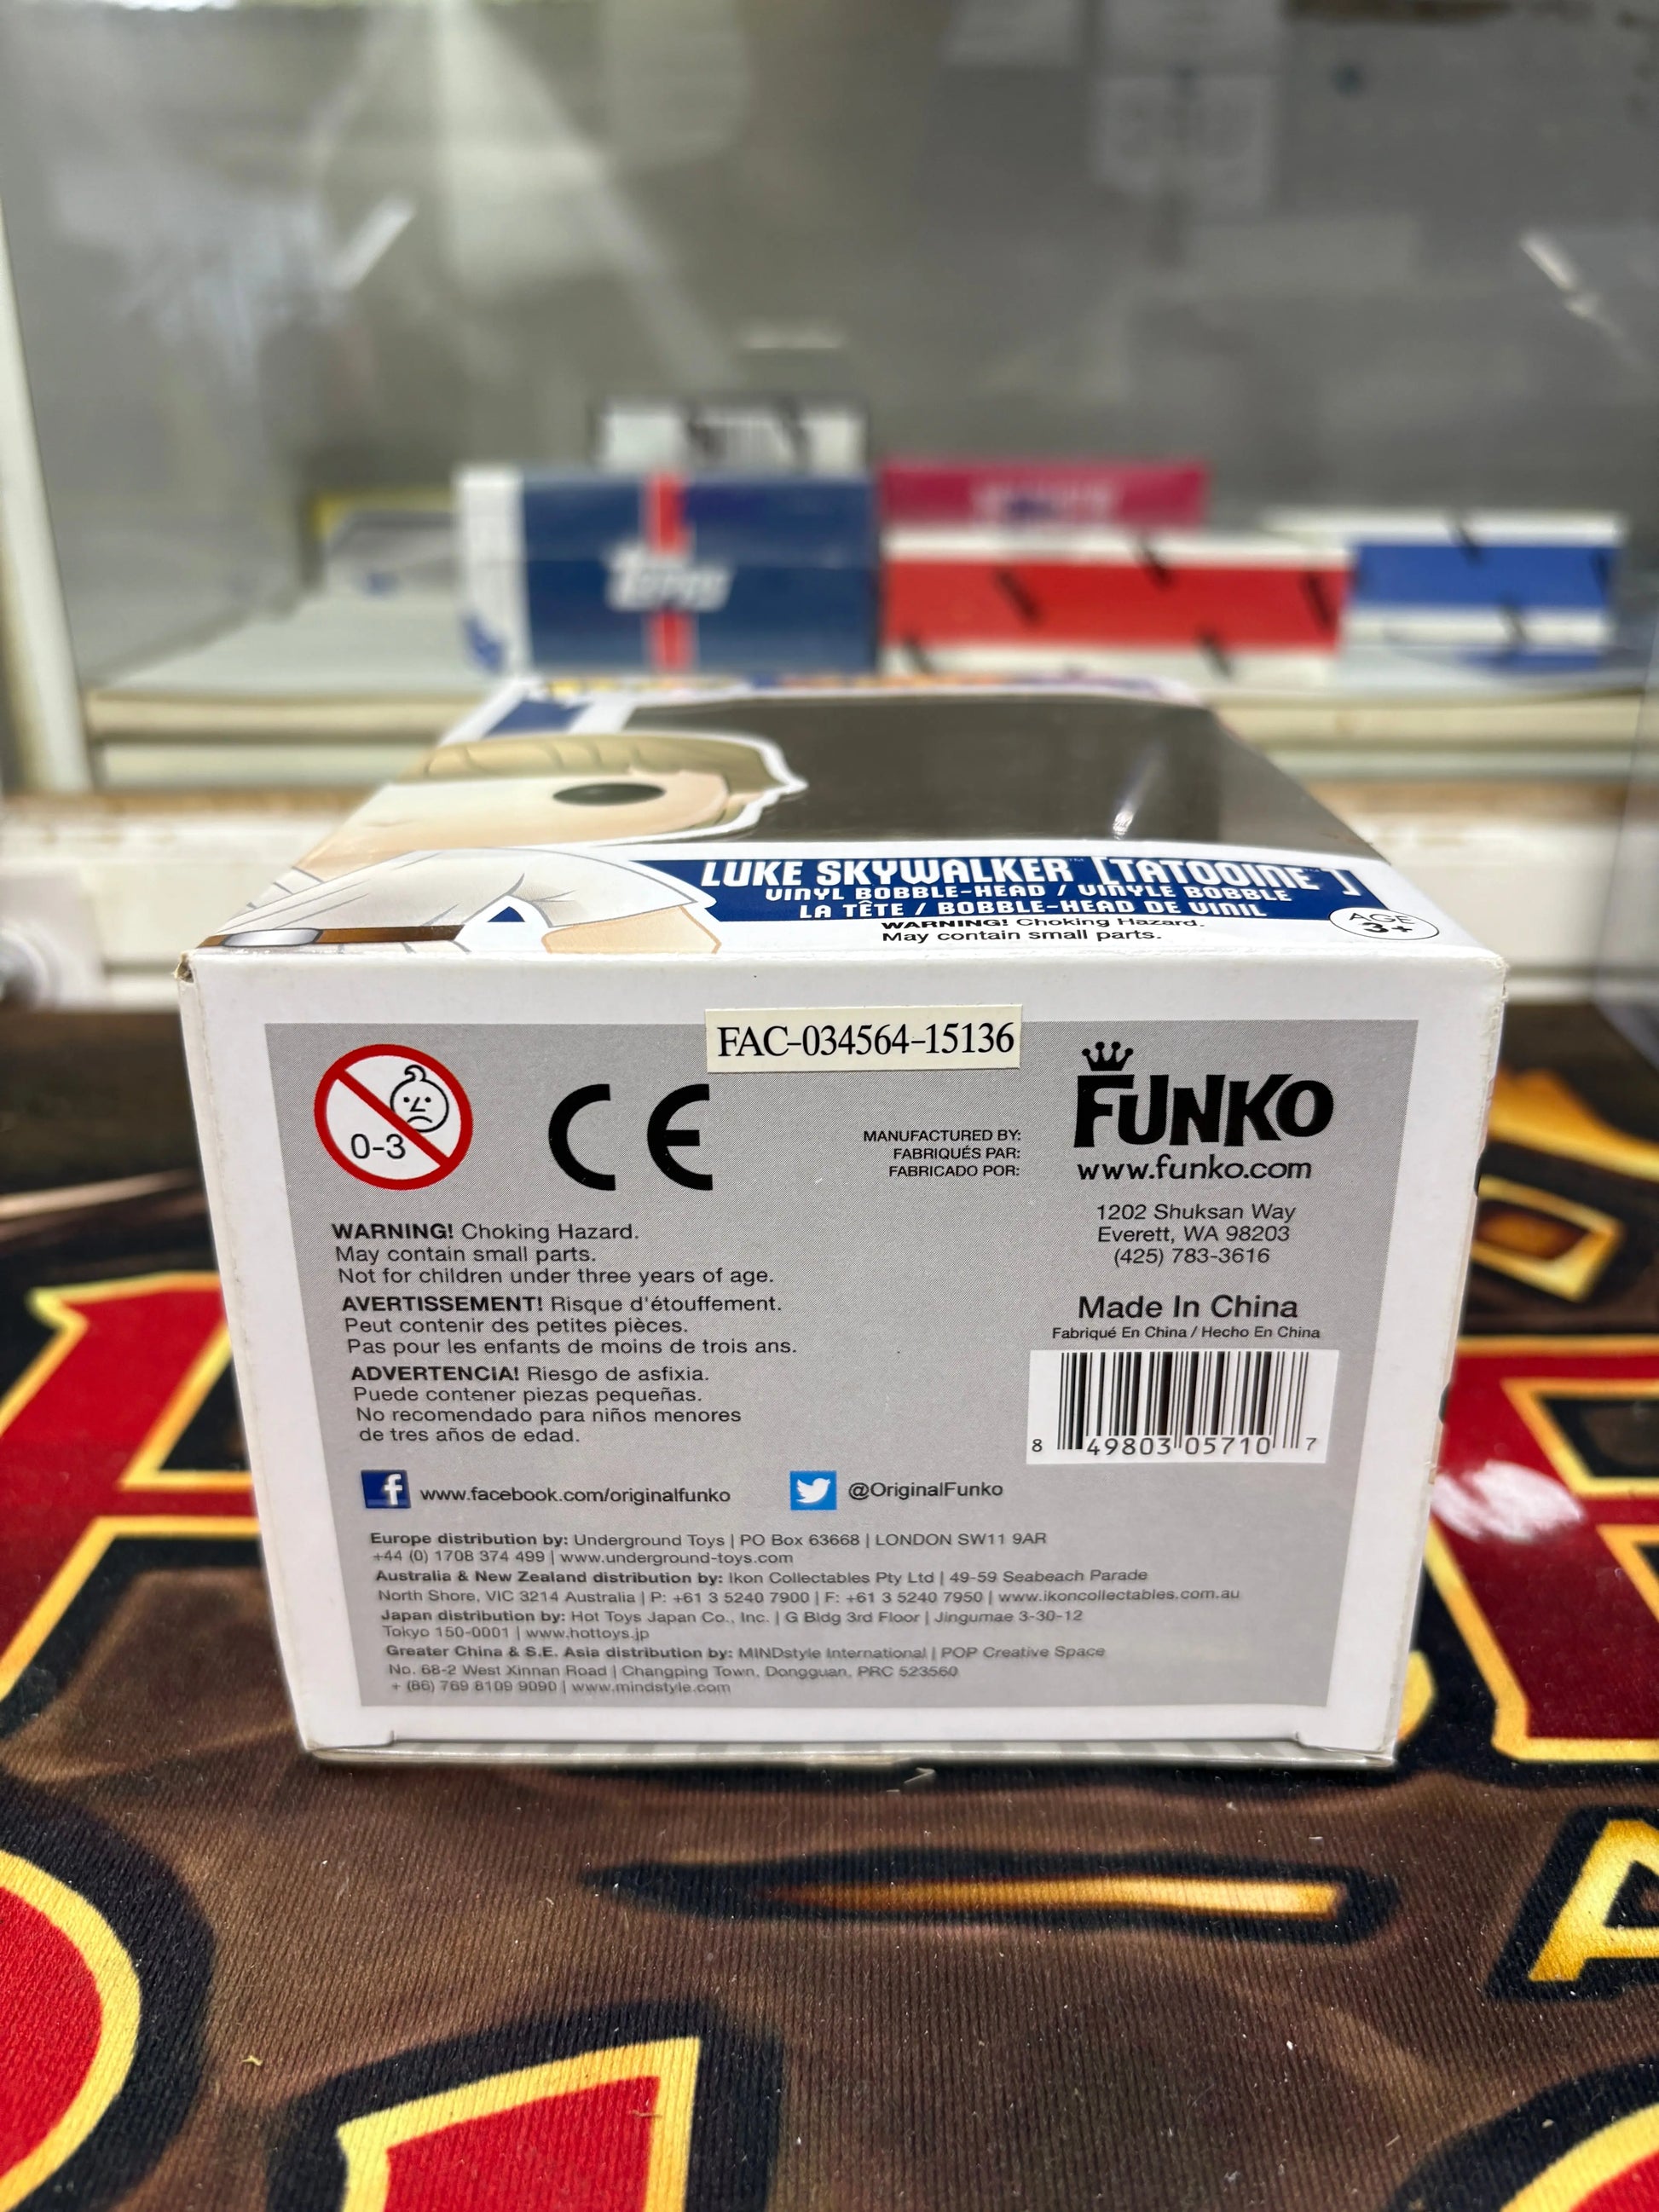 Topps
LUKE SKYWALKER™ [TATOOINE™]
VINYL BOBBLE-HEAD / VINYLE BOBBLE
LA TÊTE / BOBBLE-HEAD DE VINIL
WARNING! Choking Hazard.
May contain small parts.
AGE
3+
FAC-034564-15136
0-3
CE
MANUFACTURED BY:
FABRIQUÉS PAR:
FABRICADO POR:
FUNKO
www.funko.com
1202 Shuksan Way
Everett, WA 98203
(425) 783-3616
WARNING! Choking Hazard.
May contain small parts.
Not for children under three years of age.
AVERTISSEMENT! Risque d'étouffement.
Peut contenir des petites pièces.
Pas pour les enfants de moins de trois ans.
ADVERTENCIA! Riesgo de asfixia.
Puede contener piezas pequeñas.
No recomendado para niños menores
de tres años de edad.
Made In China
Fabriqué En China / Hecho En China
8 49803 05710 7
f www.facebook.com/originalfunko
@OriginalFunko
Europe distribution by: Underground Toys | PO Box 63668 | LONDON SW11 9AR
+44 (0) 1708 374 499 | www.underground-toys.com
Australia & New Zealand distribution by: Ikon Collectables Pty Ltd | 49-59 Seabeach Parade
North Shore, VIC 3214 Australia | P: +61 3 5240 7900 | F: +61 3 5240 7950 | www.ikoncollectables.com.au
Japan distribution by: Hot Toys Japan Co., Inc. | G Bldg 3rd Floor | Jingumae 3-30-12
Tokyo 150-0001 | www.hottoys.jp
Greater China & S.E. Asia distribution by: MINDstyle International | POP Creative Space
No. 68-2 West Xinnan Road | Changping Town, Dongguan, PRC 523560
+ (86) 769 8109 9090 | www.mindstyle.com
A